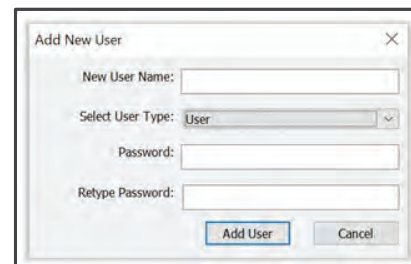 Add New User
New User Name:
Select User Type: User
Password:
Retype Password:
Add User Cancel